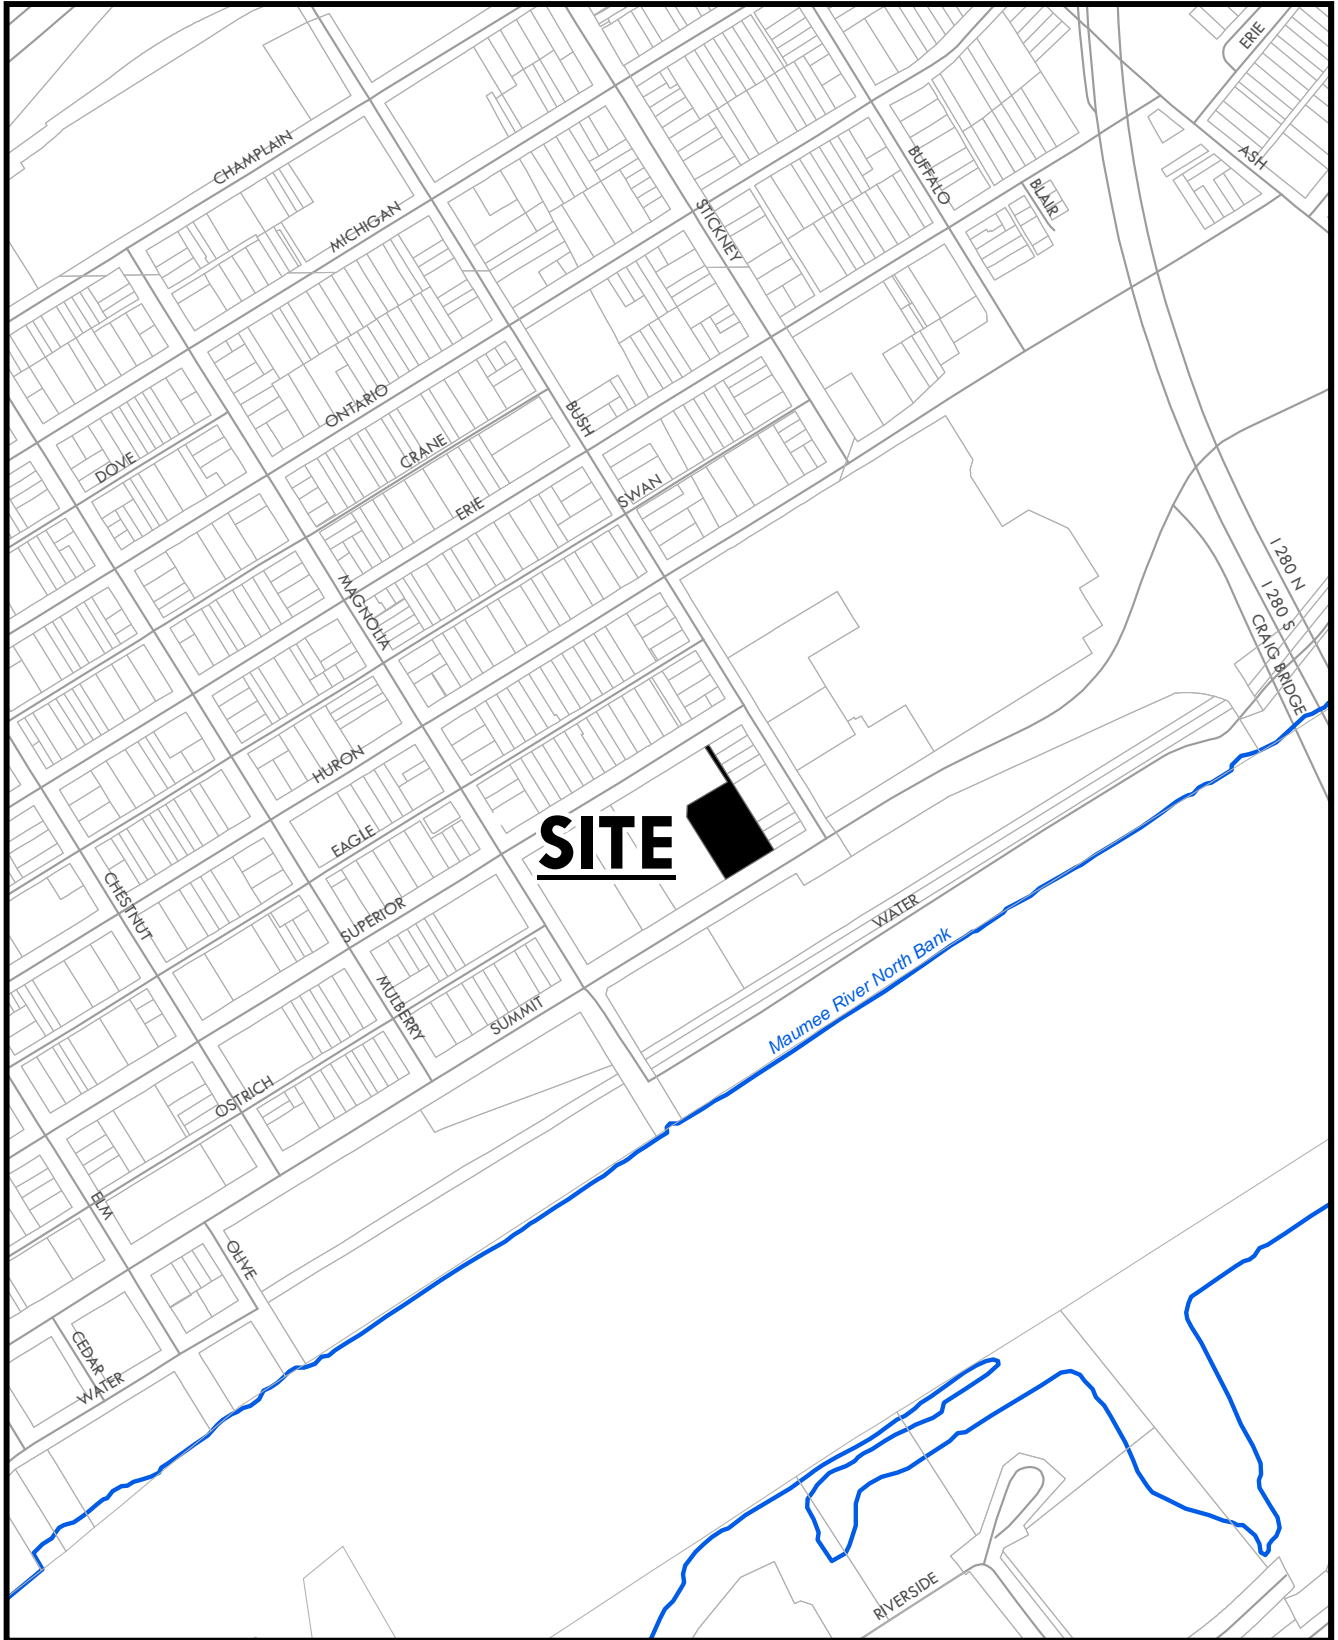 ERIE
CHAMPLAIN
ASH
BUFFALO
BLAIR
MICHIGAN
STICKNEY
ONTARIO
BUSH
CRANE
DOVE
SWAN
ERIE
I 280 N
I 280 S
MAGNOLIA
CRAIG BRIDGE
HURON
SITE
EAGLE
CHESTNUT
SUPERIOR
WATER
Maumee River North Bank
MULBERRY
SUMMIT
OSTRICH
ELM
OLIVE
CEDAR
WATER
RIVERSIDE